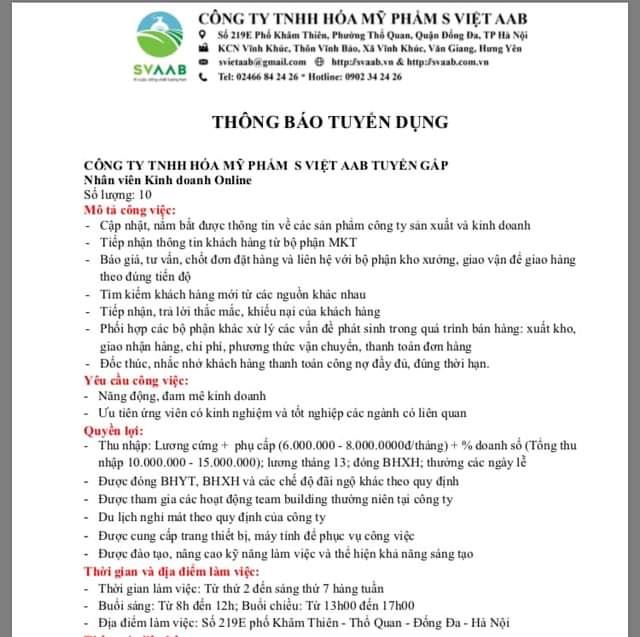 SVAAB
CÔNG TY TNHH HÓA MỸ PHẨM S VIỆT AAB
Số 219E Phố Khâm Thiên, Phường Thổ Quan, Quận Đống Đa, TP Hà Nội
KCN Vĩnh Khúc, Thôn Vĩnh Bảo, Xã Vĩnh Khúc, Văn Giang, Hưng Yên
svietaab@gmail.com http:/svaab.vn & http:/svaab.com.vn
Tel: 02466 84 24 26 * Hotline: 0902 34 24 26
THÔNG BÁO TUYỂN DỤNG
CÔNG TY TNHH HÓA MỸ PHẨM S VIỆT AAB TUYỂN GẤP
Nhân viên Kinh doanh Online
Số lượng: 10
Mô tả công việc:
- Cập nhật, nắm bắt được thông tin về các sản phẩm công ty sản xuất và kinh doanh
- Tiếp nhận thông tin khách hàng từ bộ phận MKT
- Báo giá, tư vấn, chốt đơn đặt hàng và liên hệ với bộ phận kho xưởng, giao vận để giao hàng
theo đúng tiến độ
- Tìm kiếm khách hàng mới từ các nguồn khác nhau
- Tiếp nhận, trả lời thắc mắc, khiếu nại của khách hàng
- Phối hợp các bộ phận khác xử lý các vấn đề phát sinh trong quá trình bán hàng: xuất kho,
giao nhận hàng, chi phí, phương thức vận chuyển, thanh toán đơn hàng
- Đốc thúc, nhắc nhở khách hàng thanh toán công nợ đầy đủ, đúng thời hạn.
Yêu cầu công việc:
- Năng động, đam mê kinh doanh
- Ưu tiên ứng viên có kinh nghiệm và tốt nghiệp các ngành có liên quan
Quyền lợi:
- Thu nhập: Lương cứng + phụ cấp (6.000.000 - 8.000.0000đ/tháng) + % doanh số (Tổng thu
nhập 10.000.000 - 15.000.000); lương tháng 13; đóng BHXH; thưởng các ngày lễ
- Được đóng BHYT, BHXH và các chế độ đãi ngộ khác theo quy định
- Được tham gia các hoạt động team building thường niên tại công ty
- Du lịch nghỉ mát theo quy định của công ty
- Được cung cấp trang thiết bị, máy tính để phục vụ công việc
- Được đào tạo, nâng cao kỹ năng làm việc và thể hiện khả năng sáng tạo
Thời gian và địa điểm làm việc:
- Thời gian làm việc: Từ thứ 2 đến sáng thứ 7 hàng tuần
- Buổi sáng: Từ 8h đến 12h; Buổi chiều: Từ 13h00 đến 17h00
- Địa điểm làm việc: Số 219E phố Khâm Thiên - Thổ Quan - Đống Đa - Hà Nội